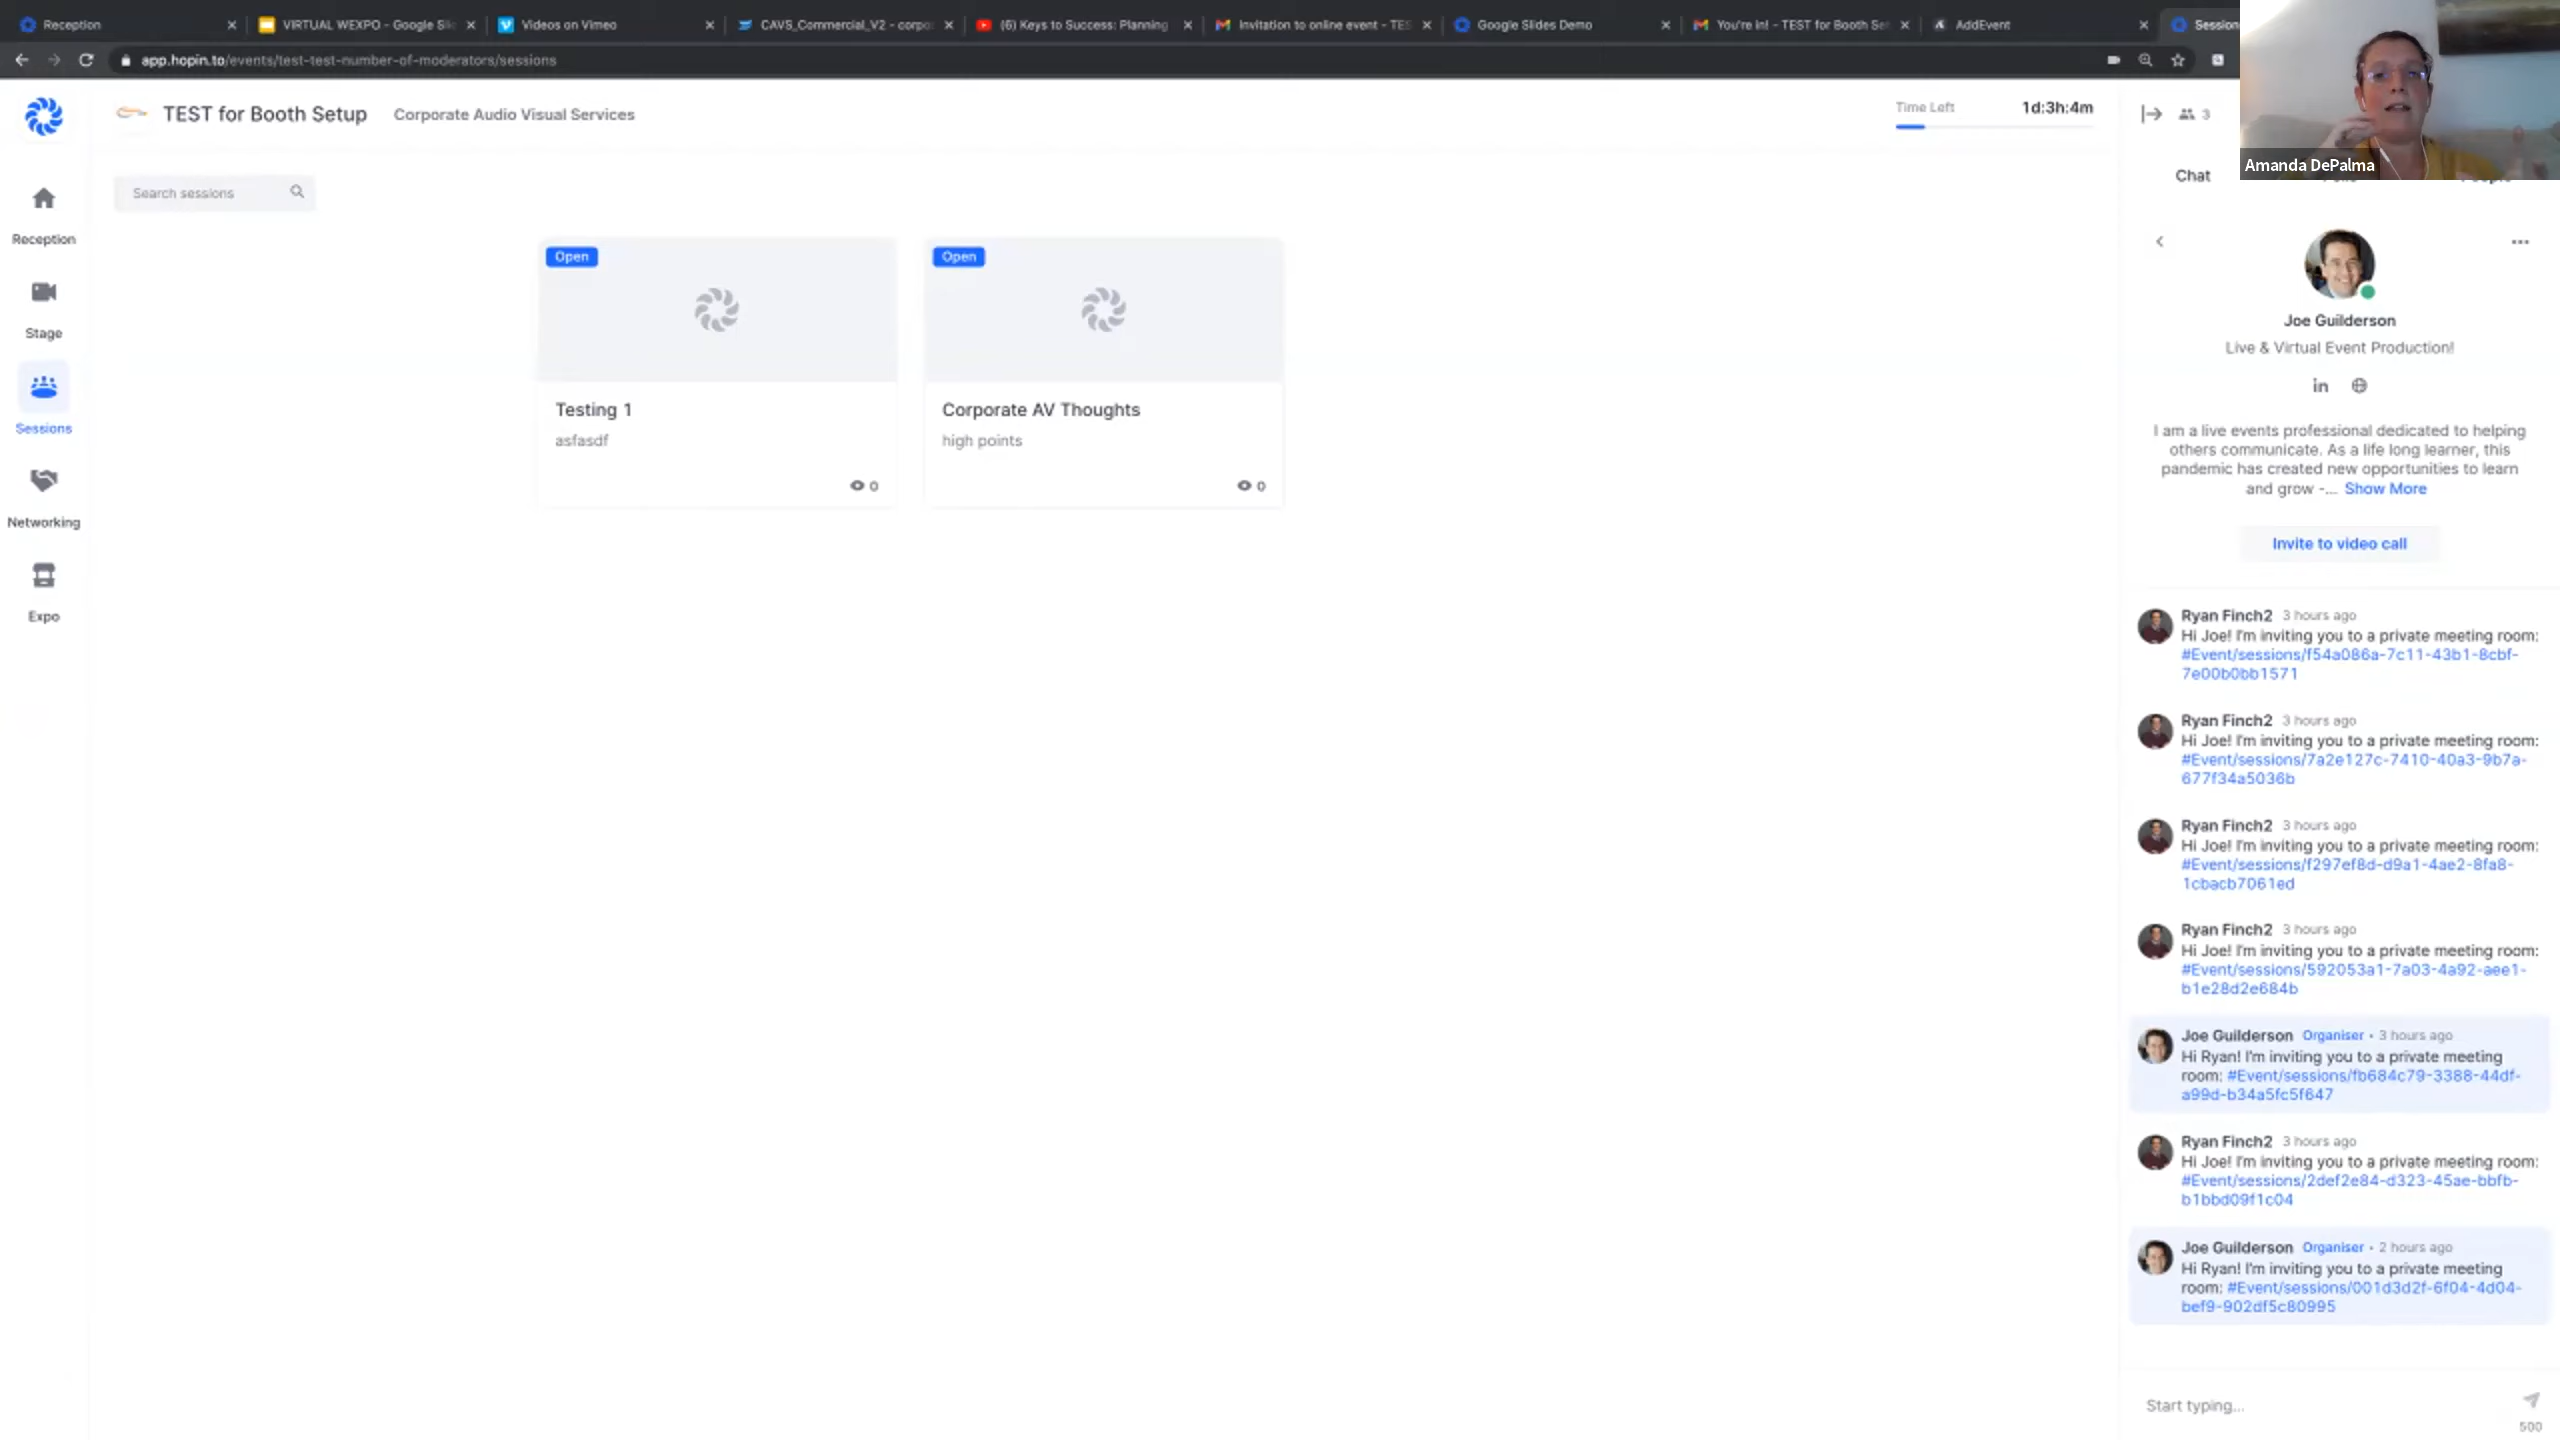 Reception
VIRTUAL WEXPO - Google Sli
Videos on Vimeo
CAVS_Commercial_V2 - corpo
(6) Keys to Success: Planning
Invitation to online event - TES
Google Slides Demo
You're in! - TEST for Booth Se
AddEvent
Session
app.hopin.to/events/test-test-number-of-moderators/sessions
TEST for Booth Setup
Corporate Audio Visual Services
Time Left
1d:3h:4m
3
Amanda DePalma
Search sessions
Reception
Stage
Sessions
Networking
Expo
Open
Testing 1
asfasdf
0
Open
Corporate AV Thoughts
high points
0
Chat
Joe Guilderson
Live & Virtual Event Production!
in
I am a live events professional dedicated to helping
others communicate. As a life long learner, this
pandemic has created new opportunities to learn
and grow -... Show More
Invite to video call
Ryan Finch2 3 hours ago
Hi Joe! I'm inviting you to a private meeting room:
#Event/sessions/f54a086a-7c11-43b1-8cbf-
7e00b0bb1571
Ryan Finch2 3 hours ago
Hi Joe! I'm inviting you to a private meeting room:
#Event/sessions/7a2e127c-7410-40a3-9b7a-
677f34a5036b
Ryan Finch2 3 hours ago
Hi Joe! I'm inviting you to a private meeting room:
#Event/sessions/f297ef8d-d9a1-4ae2-8fa8-
1cbacb7061ed
Ryan Finch2 3 hours ago
Hi Joe! I'm inviting you to a private meeting room:
#Event/sessions/592053a1-7a03-4a92-aee1-
b1e28d2e684b
Joe Guilderson Organiser • 3 hours ago
Hi Ryan! I'm inviting you to a private meeting
room: #Event/sessions/fb684c79-3388-44df-
a99d-b34a5fc5f647
Ryan Finch2 3 hours ago
Hi Joe! I'm inviting you to a private meeting room:
#Event/sessions/2def2e84-d323-45ae-bbfb-
b1bbd09f1c04
Joe Guilderson Organiser • 2 hours ago
Hi Ryan! I'm inviting you to a private meeting
room: #Event/sessions/001d3d2f-6f04-4d04-
bef9-902df5c80995
Start typing...
500